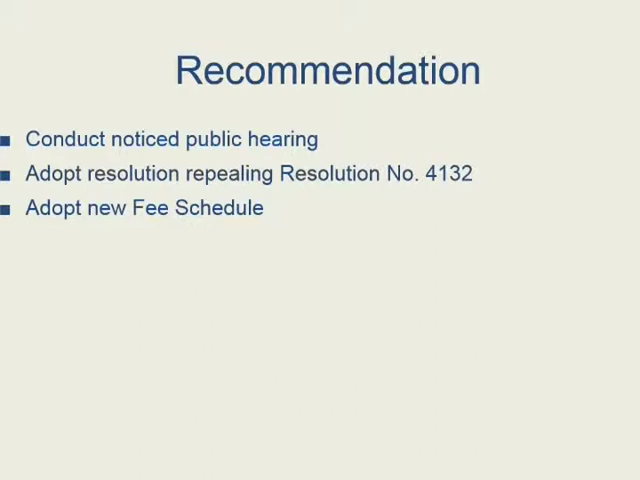 Recommendation
Conduct noticed public hearing
Adopt resolution repealing Resolution No. 4132
Adopt new Fee Schedule